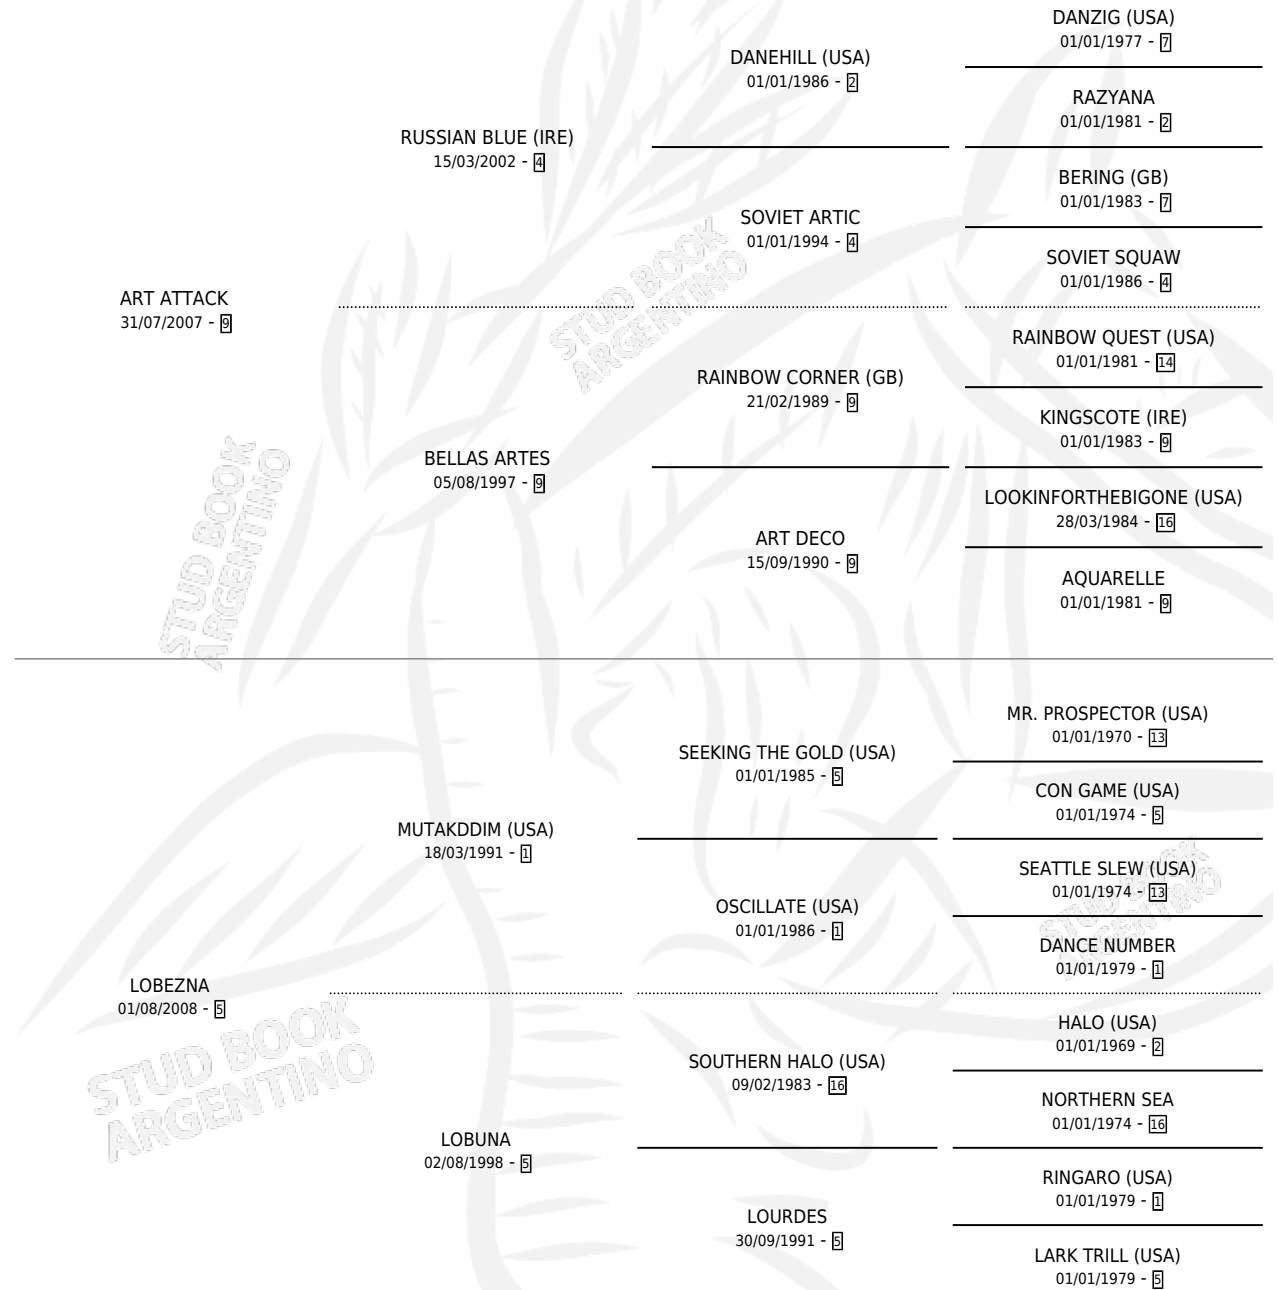 DANZIG (USA)
01/01/1977 - 7
DANEHILL (USA)
01/01/1986 - 2
RAZYANA
01/01/1981 - 2
RUSSIAN BLUE (IRE)
15/03/2002 - 4
BERING (GB)
01/01/1983 - 7
SOVIET ARTIC
01/01/1994 - 4
SOVIET SQUAW
01/01/1986 - 4
ART ATTACK
31/07/2007 - 9
RAINBOW QUEST (USA)
01/01/1981 - 14
RAINBOW CORNER (GB)
21/02/1989 - 9
KINGSCOTE (IRE)
01/01/1983 - 9
BELLAS ARTES
05/08/1997 - 9
LOOKINFORTHEBIGONE (USA)
28/03/1984 - 16
ART DECO
15/09/1990 - 9
AQUARELLE
01/01/1981 - 9
STUD BOOK
ARGENTINO
STUD BOOK
ARGENTINO
MR. PROSPECTOR (USA)
01/01/1970 - 13
SEEKING THE GOLD (USA)
01/01/1985 - 5
CON GAME (USA)
01/01/1974 - 5
MUTAKDDIM (USA)
18/03/1991 - 1
SEATTLE SLEW (USA)
01/01/1974 - 13
OSCILLATE (USA)
01/01/1986 - 1
DANCE NUMBER
01/01/1979 - 1
LOBEZNA
01/08/2008 - 5
HALO (USA)
01/01/1969 - 2
SOUTHERN HALO (USA)
09/02/1983 - 16
NORTHERN SEA
01/01/1974 - 16
LOBUNA
02/08/1998 - 5
RINGARO (USA)
01/01/1979 - 1
LOURDES
30/09/1991 - 5
LARK TRILL (USA)
01/01/1979 - 5
STUD BOOK
ARGENTINO
STUD BOOK
ARGENTINO